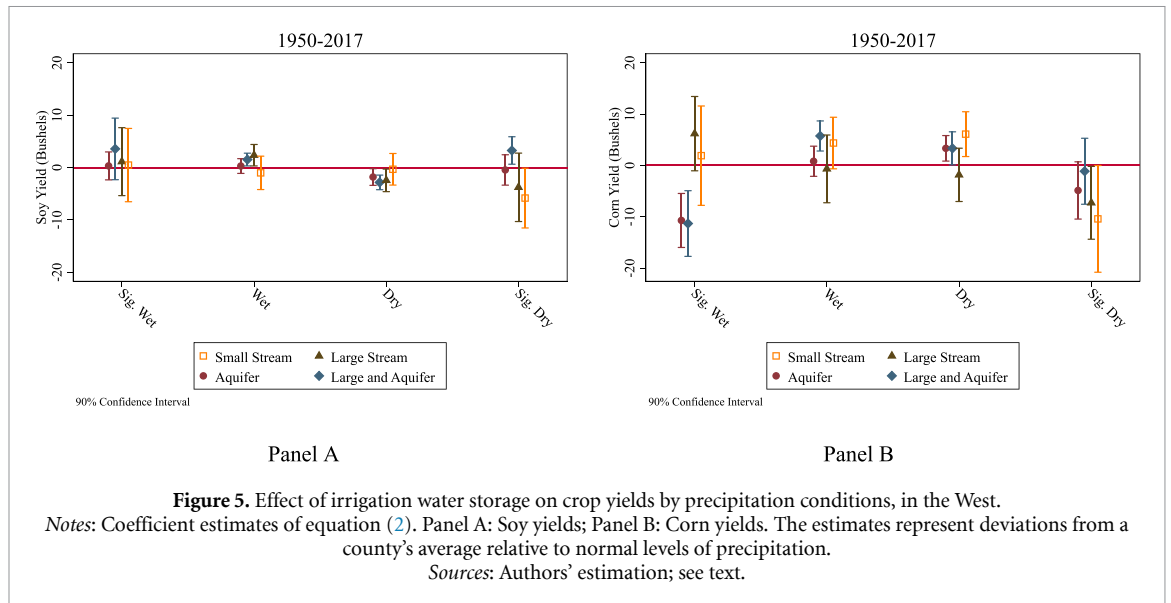 1950-2017
Soy Yield (Bushels)
20
10
0
-10
-20
Sig. Wet
Wet
Dry
Sig. Dry
Small Stream
Large Stream
Aquifer
Large and Aquifer
90% Confidence Interval
Panel A
1950-2017
Corn Yield (Bushels)
20
10
0
-10
-20
Sig. Wet
Wet
Dry
Sig. Dry
Small Stream
Large Stream
Aquifer
Large and Aquifer
90% Confidence Interval
Panel B
Figure 5. Effect of irrigation water storage on crop yields by precipitation conditions, in the West.
Notes: Coefficient estimates of equation (2). Panel A: Soy yields; Panel B: Corn yields. The estimates represent deviations from a
county's average relative to normal levels of precipitation.
Sources: Authors' estimation; see text.